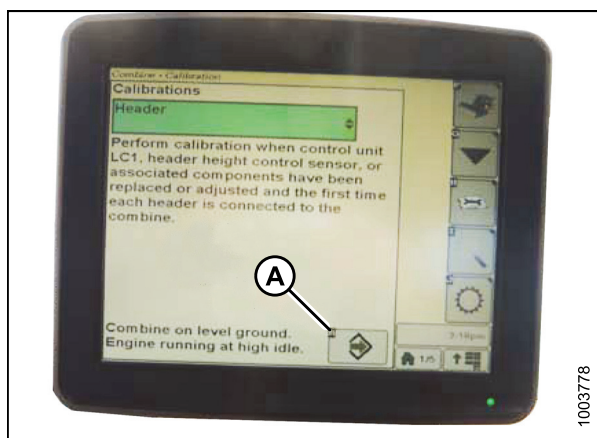 Combine - Calibration
Calibrations
Header
Perform calibration when control unit
LC1, header height control sensor, or
associated components have been
replaced or adjusted and the first time
each header is connected to the
combine.
A
Combine on level ground.
Engine running at high idle.
1/5
1003778